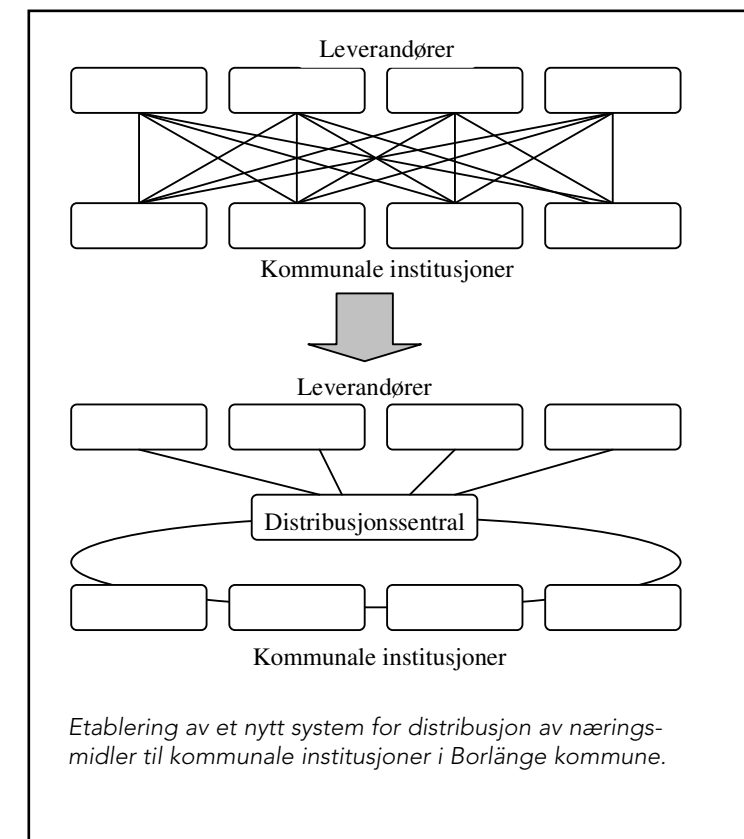 Leverandører
Kommunale institusjoner
Leverandører
Distribusjonssentral
Kommunale institusjoner
Etablering av et nytt system for distribusjon av nærings-
midler til kommunale institusjoner i Borlänge kommune.